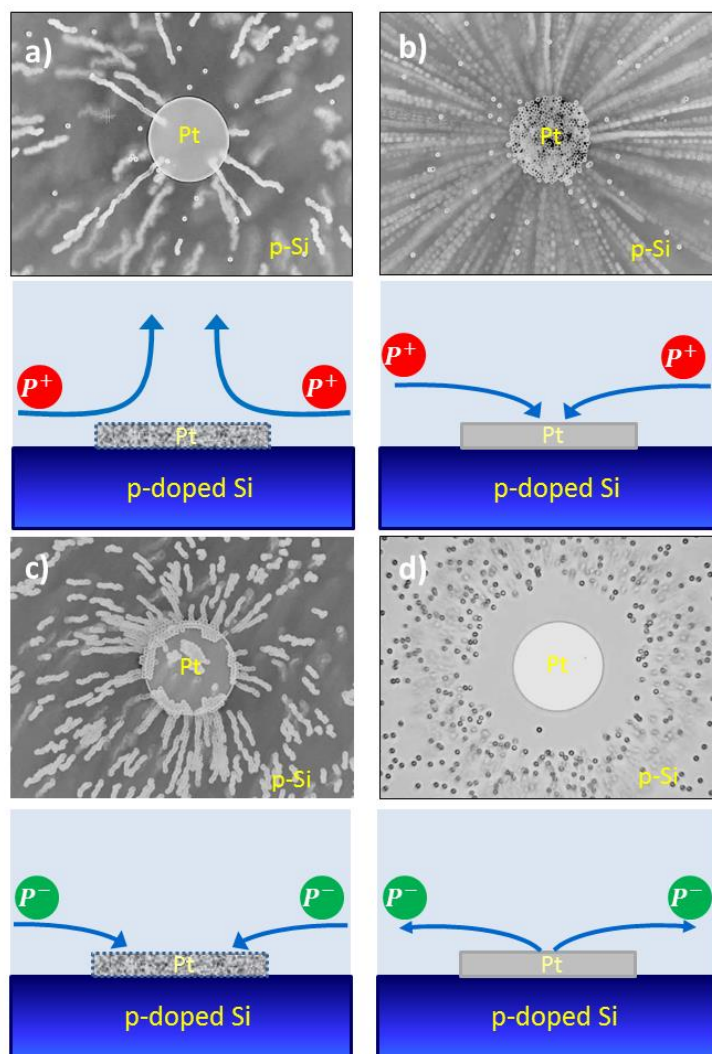 a)
Pt
p-Si
b)
Pt
p-Si
P⁺
P⁺
Pt
p-doped Si
P⁺
P⁺
Pt
p-doped Si
c)
Pt
p-Si
d)
Pt
p-Si
P⁻
P⁻
Pt
p-doped Si
P⁻
P⁻
Pt
p-doped Si